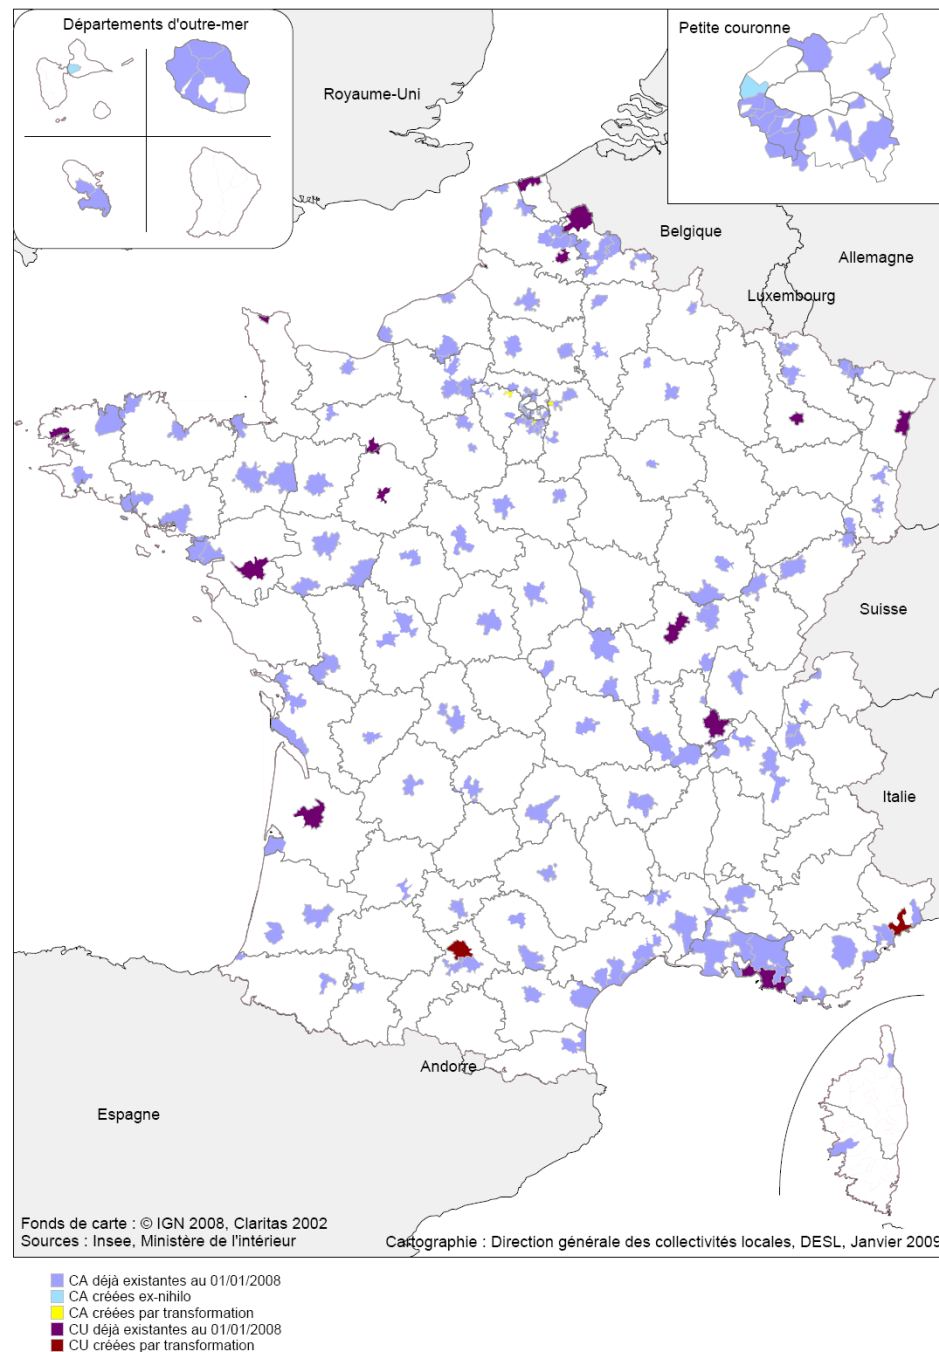 Départements d'outre-mer
Petite couronne
Royaume-Uni
Belgique
Allemagne
Luxembourg
Suisse
Italie
Andorre
Espagne
Fonds de carte : © IGN 2008, Claritas 2002
Sources : Insee, Ministère de l'intérieur
Cartographie : Direction générale des collectivités locales, DESL, Janvier 2009
CA déjà existantes au 01/01/2008
CA créées ex-nihilo
CA créées par transformation
CU déjà existantes au 01/01/2008
CU créées par transformation